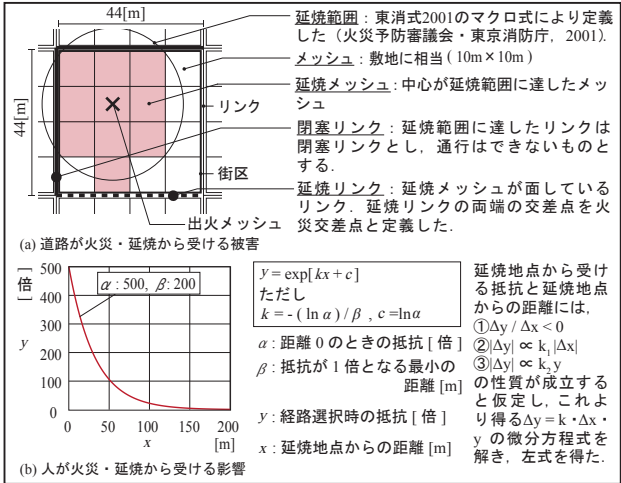 44[m]
44[m]
延焼範囲：東消式2001のマクロ式により定義
した（火災予防審議会・東京消防庁，2001）.
メッシュ：敷地に相当 ( 10m×10m )
延焼メッシュ：中心が延焼範囲に達したメッ
シュ
リンク
閉塞リンク：延焼範囲に達したリンクは
閉塞リンクとし，通行はできないものと
する．
街区
延焼リンク：延焼メッシュが面している
リンク．延焼リンクの両端の交差点を火
災交差点と定義した．
出火メッシュ
(a) 道路が火災・延焼から受ける被害
[倍]
y
500
400
300
200
100
0
α : 500, β: 200
0 50 100 150 200
x [m]
y = exp[ kx + c ]
ただし
k = - ( ln α ) / β , c =lnα
α : 距離 0 のときの抵抗 [ 倍 ]
β : 抵抗が 1 倍となる最小の
距離 [m]
y : 経路選択時の抵抗 [ 倍 ]
x : 延焼地点からの距離 [m]
延焼地点から受け
る抵抗と延焼地点
からの距離には，
①Δy / Δx < 0
②|Δy| ∝ k₁|Δx|
③|Δy| ∝ k₂y
の性質が成立する
と仮定し，これよ
り得るΔy = k・Δx・
y の微分方程式を
解き，左式を得た．
(b) 人が火災・延焼から受ける影響